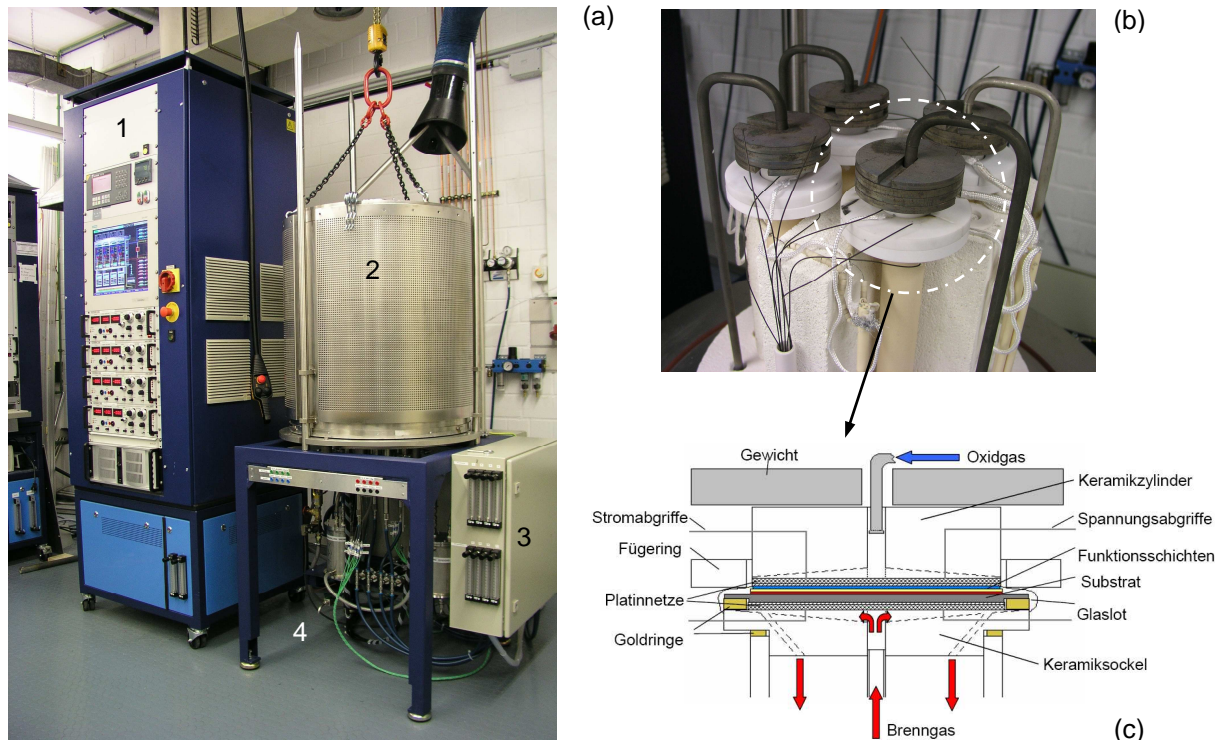 (a)
(b)
1
2
3
4
Gewicht
Oxidgas
Keramikzylinder
Stromabgriffe
Spannungsabgriffe
Fügering
Funktionsschichten
Substrat
Platinnetze
Glaslot
Goldringe
Keramiksockel
Brenngas
(c)